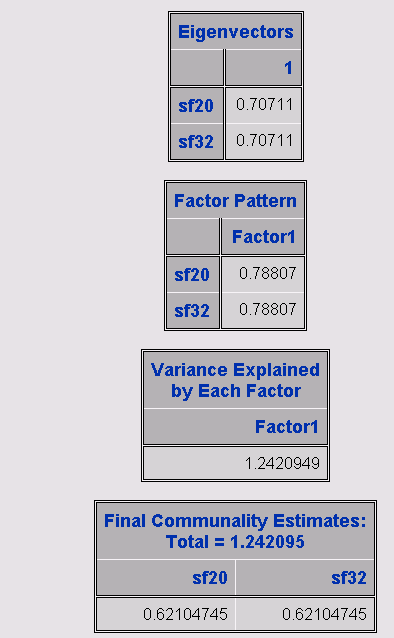 Eigenvectors
1
sf20 0.70711
sf32 0.70711
Factor Pattern
Factor1
sf20 0.78807
sf32 0.78807
Variance Explained
by Each Factor
Factor1
1.2420949
Final Communality Estimates:
Total = 1.242095
sf20 sf32
0.62104745 0.62104745